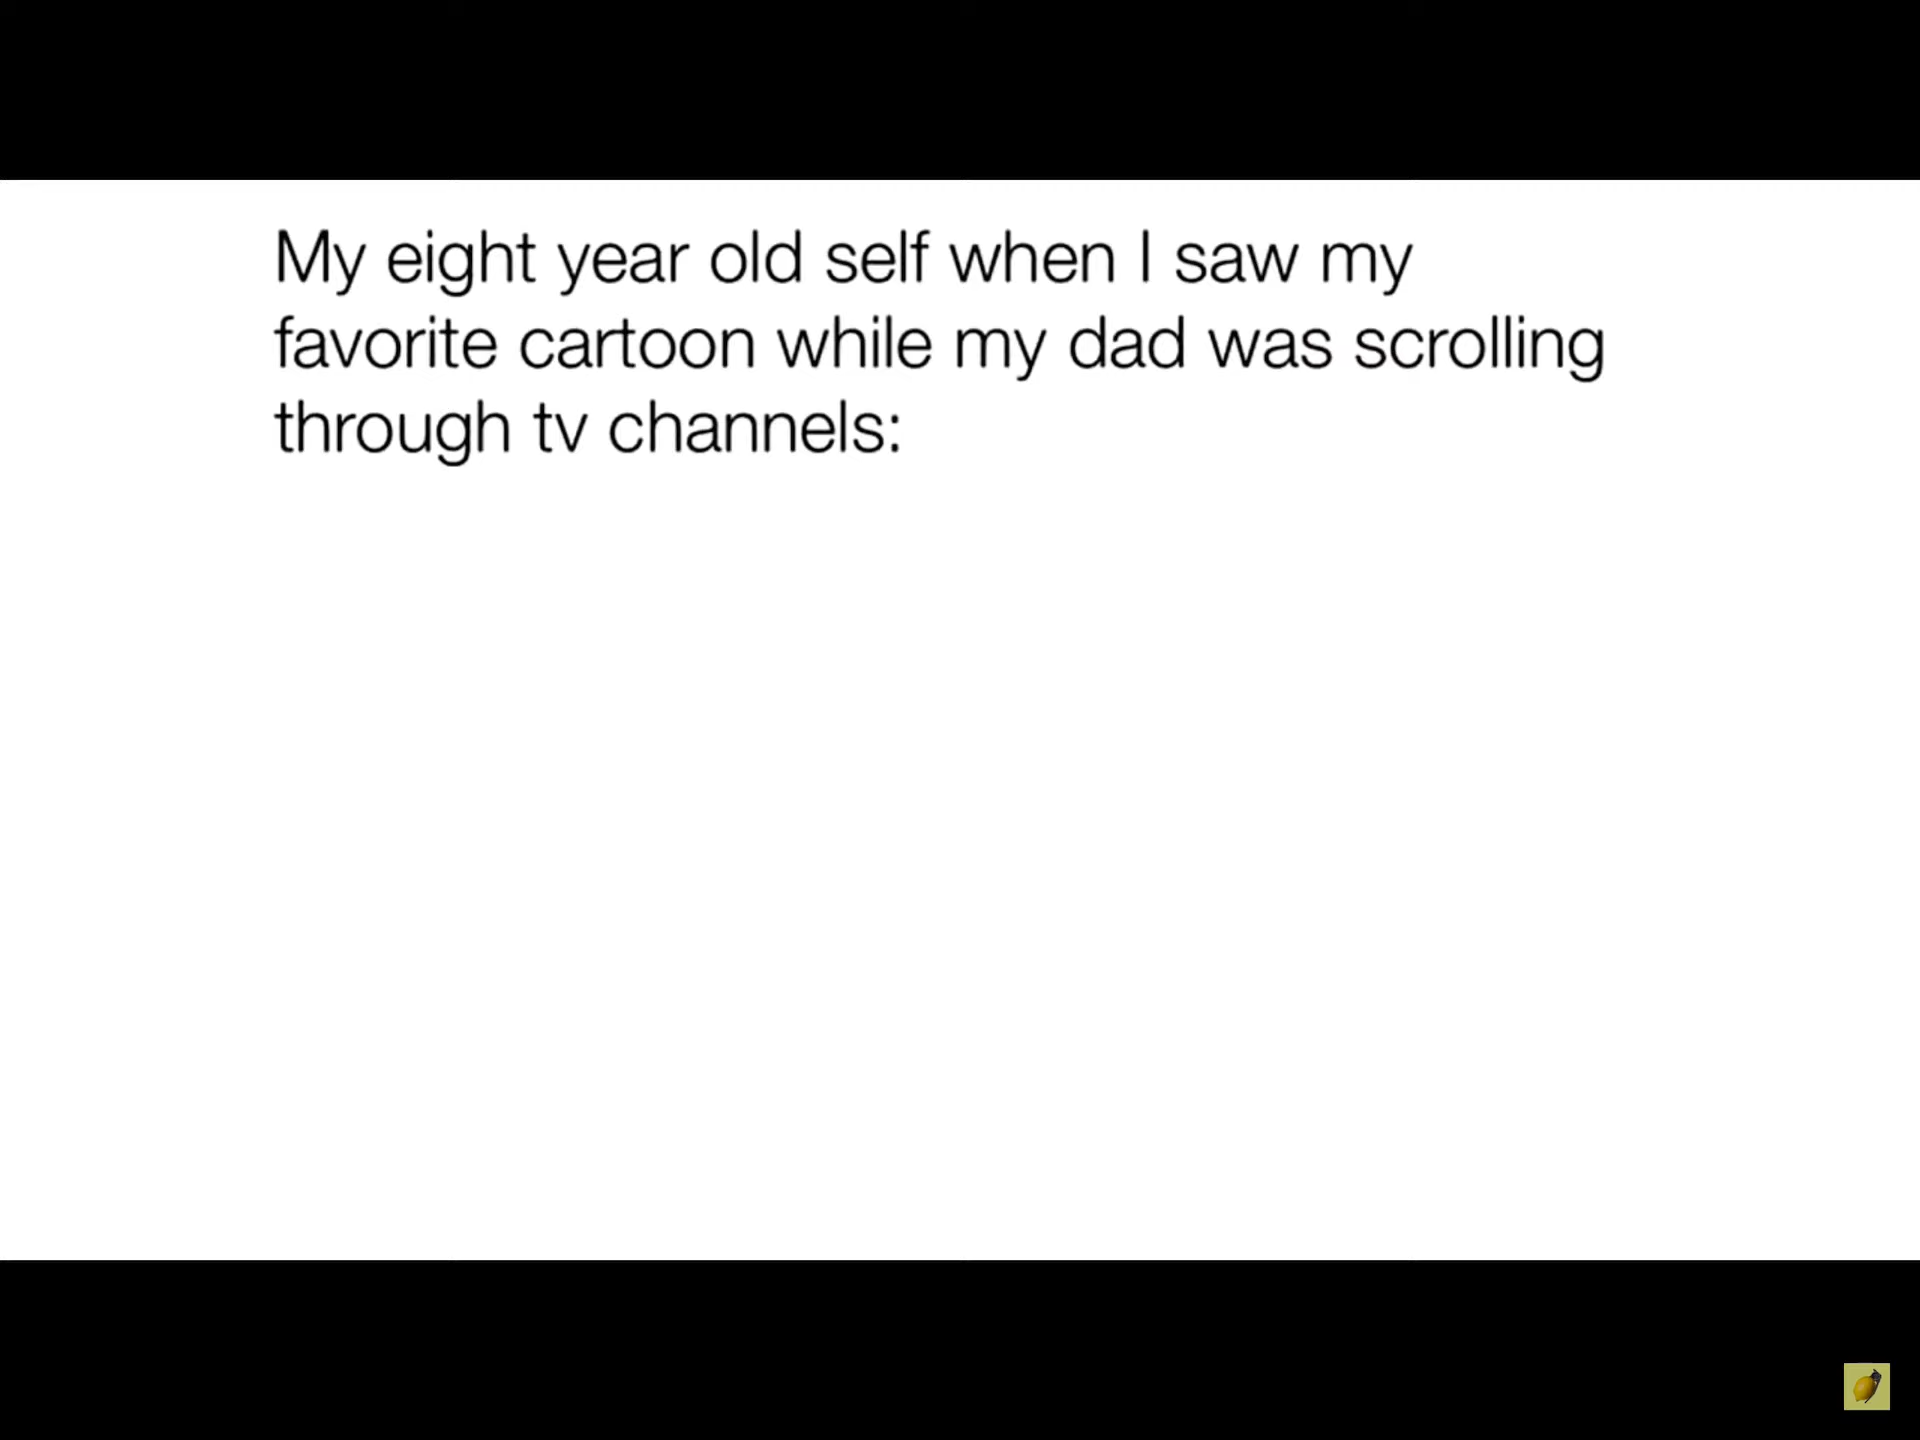 My eight year old self when I saw my
favorite cartoon while my dad was scrolling
through tv channels: